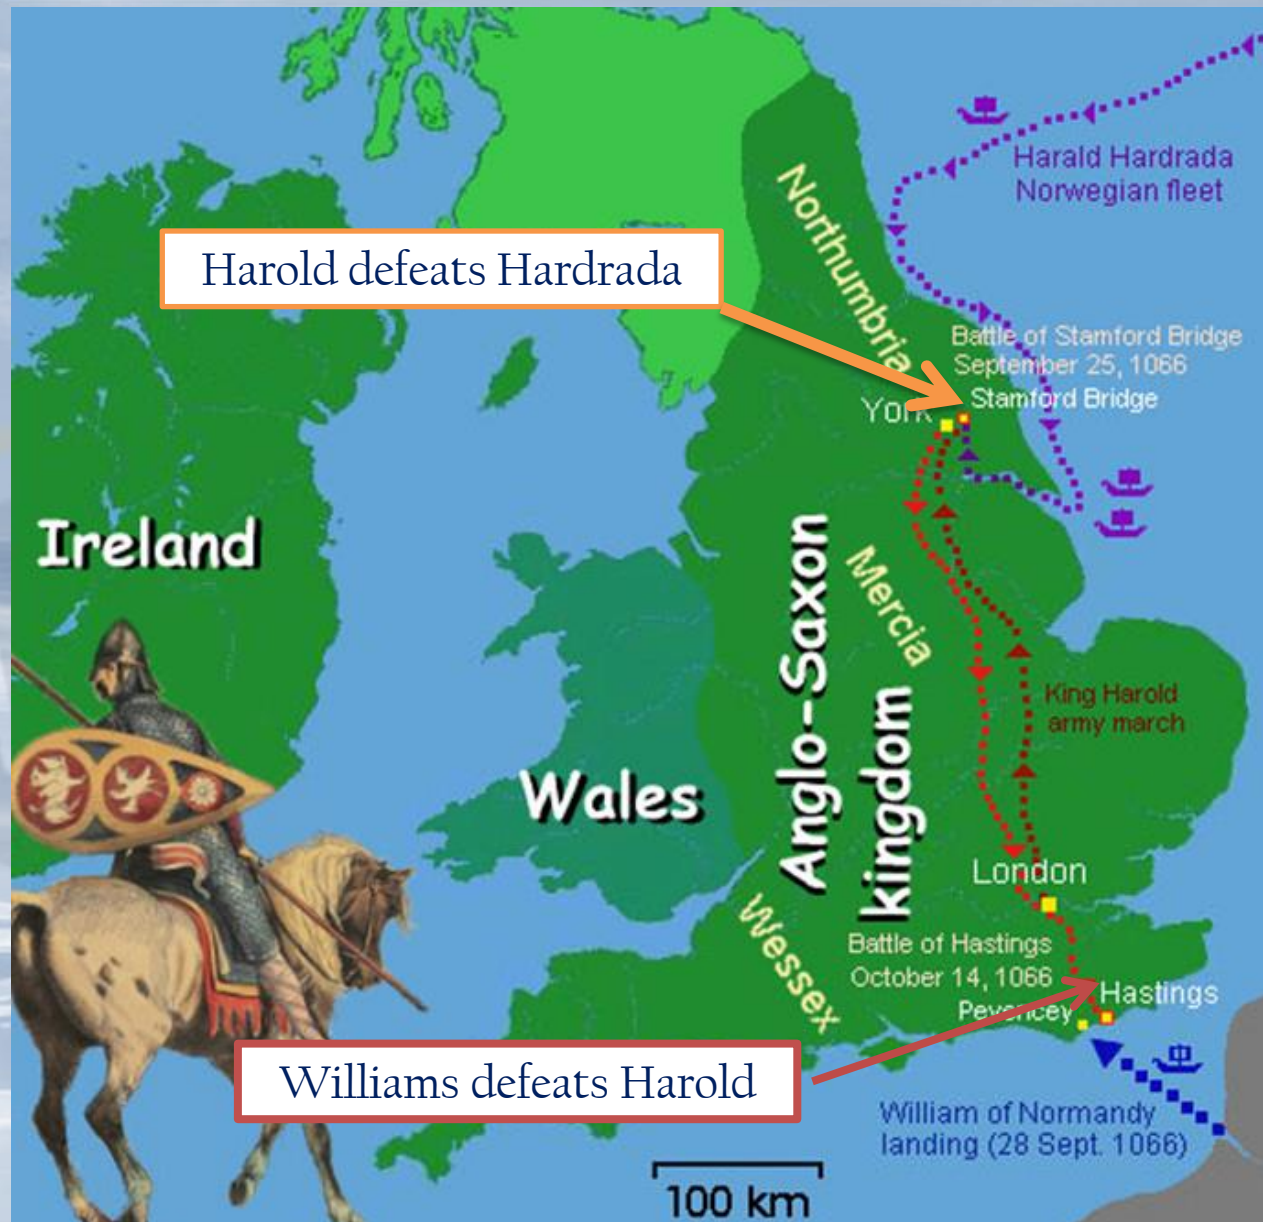 Harald Hardrada
Norwegian fleet
Northumbria
Harold defeats Hardrada
Battle of Stamford Bridge
September 25, 1066
Stamford Bridge
York
Ireland
Anglo-Saxon
kingdom
Mercia
King Harold
army march
Wales
London
Wessex
Battle of Hastings
October 14, 1066
Hastings
Pevencey
Williams defeats Harold
William of Normandy
landing (28 Sept. 1066)
100 km